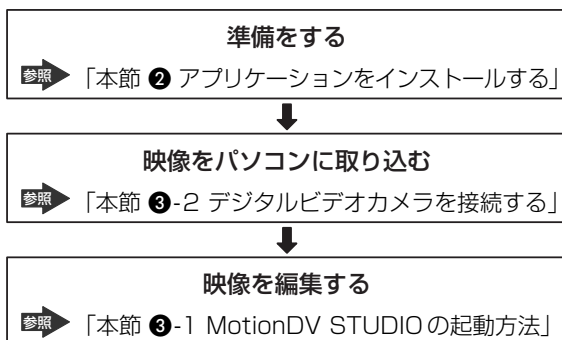 準備をする
参照 「本節 ❷ アプリケーションをインストールする」
映像をパソコンに取り込む
参照 「本節 ❸-2 デジタルビデオカメラを接続する」
映像を編集する
参照 「本節 ❸-1 MotionDV STUDIOの起動方法」